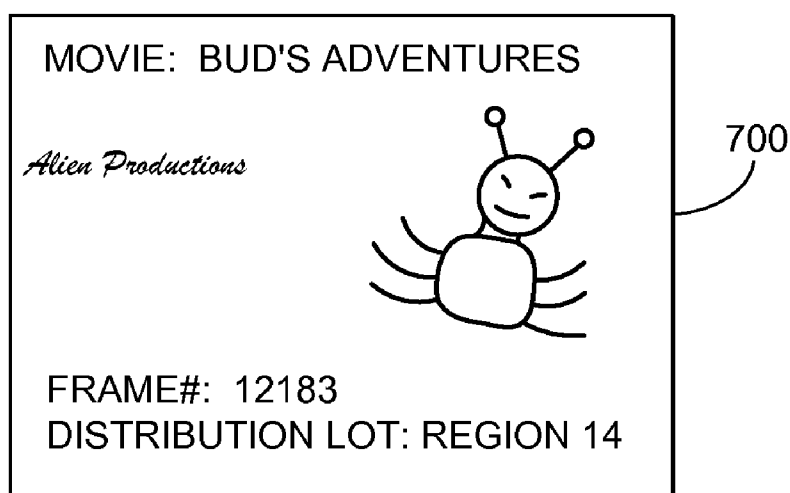 MOVIE: BUD'S ADVENTURES
Alien Productions
700
FRAME#: 12183
DISTRIBUTION LOT: REGION 14